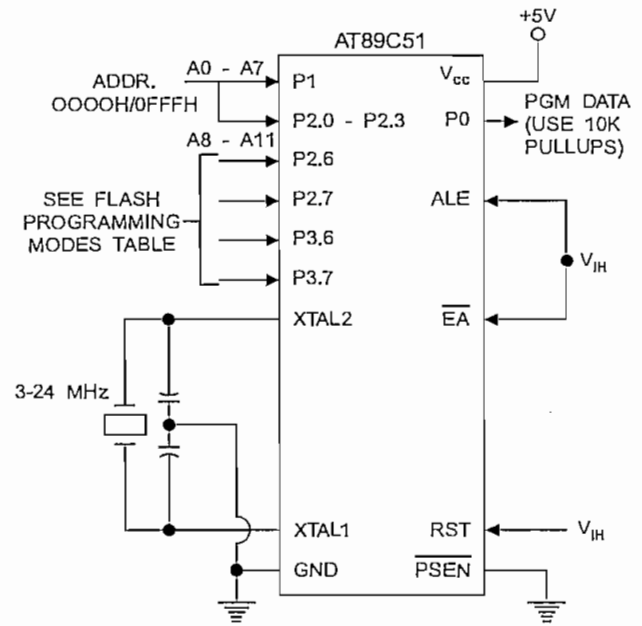 +5V
AT89C51
A0 - A7
ADDR.
OOOOH/0FFFH
P1
VCC
P2.0 - P2.3
P0
PGM DATA
(USE 10K
PULLUPS)
A8 - A11
P2.6
SEE FLASH
PROGRAMMING
MODES TABLE
P2.7
ALE
P3.6
VIH
P3.7
XTAL2
EA
3-24 MHz
XTAL1
RST
VIH
GND
PSEN